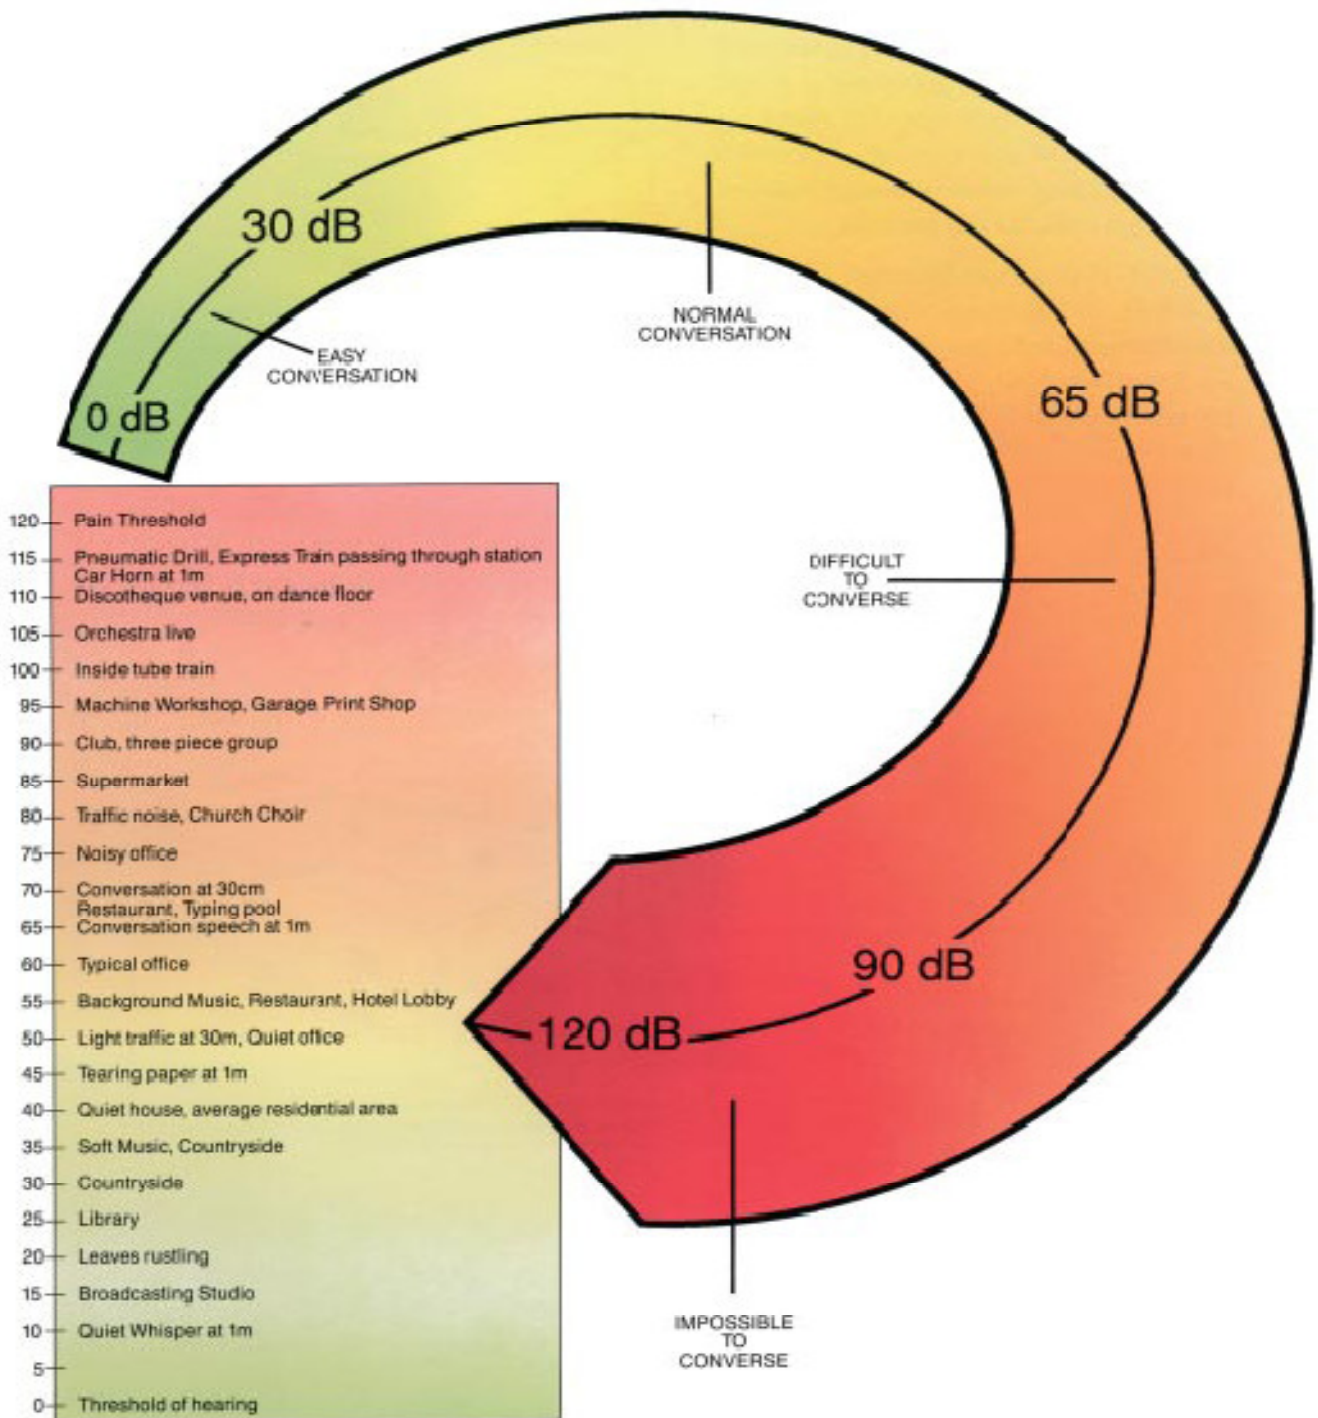 30 dB
NORMAL
CONVERSATION
EASY
CONVERSATION
0 dB
65 dB
DIFFICULT
TO
CONVERSE
90 dB
120 dB
IMPOSSIBLE
TO
CONVERSE
120 Pain Threshold
115 Pneumatic Drill, Express Train passing through station
Car Horn at 1m
110 Discotheque venue, on dance floor
105 Orchestra live
100 Inside tube train
95 Machine Workshop, Garage Print Shop
90 Club, three piece group
85 Supermarket
80 Traffic noise, Church Choir
75 Noisy office
70 Conversation at 30cm
Restaurant, Typing pool
65 Conversation speech at 1m
60 Typical office
55 Background Music, Restaurant, Hotel Lobby
50 Light traffic at 30m, Quiet office
45 Tearing paper at 1m
40 Quiet house, average residential area
35 Soft Music, Countryside
30 Countryside
25 Library
20 Leaves rustling
15 Broadcasting Studio
10 Quiet Whisper at 1m
5
0 Threshold of hearing